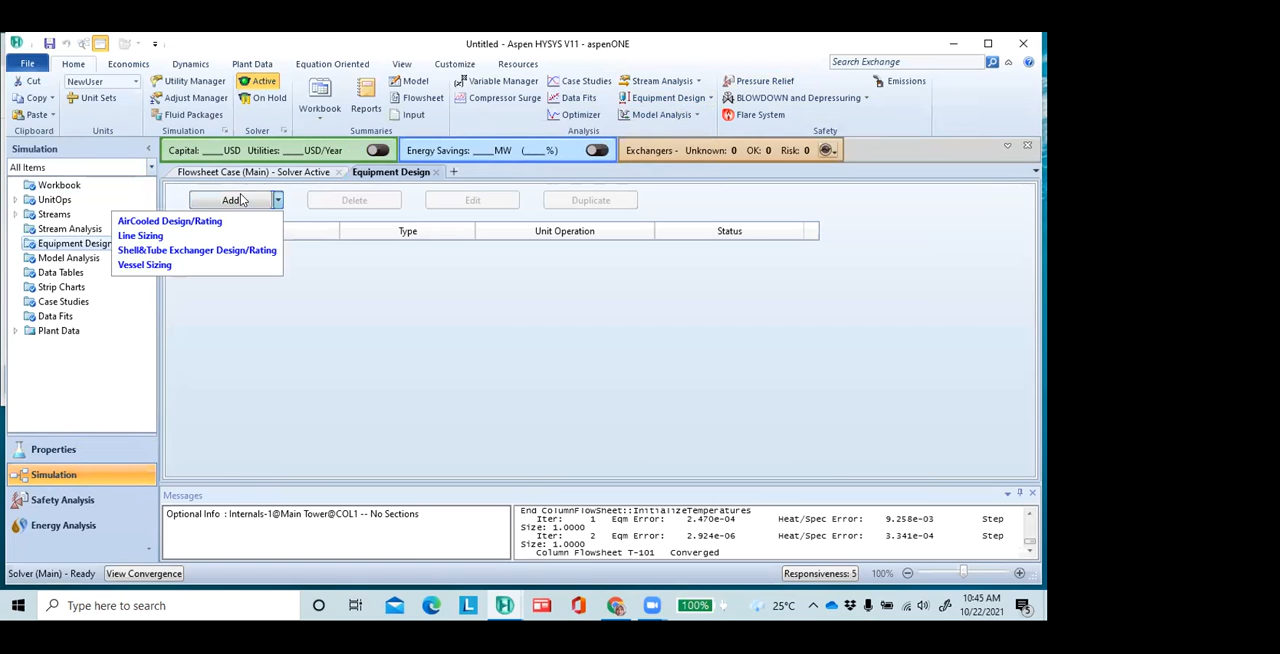 Untitled - Aspen HYSYS V11 - aspenONE
File Home Economics Dynamics Plant Data Equation Oriented View Customize Resources Search Exchange
Cut NewUser Utility Manager Active Model Variable Manager Case Studies Stream Analysis Pressure Relief Emissions
Copy Unit Sets Adjust Manager On Hold Workbook Reports Flowsheet Compressor Surge Data Fits Equipment Design BLOWDOWN and Depressuring
Paste Fluid Packages Input Optimizer Model Analysis Flare System
Clipboard Units Simulation Solver Summaries Analysis Safety
Simulation Capital: ____USD Utilities: ____USD/Year Energy Savings: ____MW (____%) Exchangers - Unknown: 0 OK: 0 Risk: 0
All Items Flowsheet Case (Main) - Solver Active Equipment Design +
Workbook
UnitOps Add Delete Edit Duplicate
Streams
AirCooled Design/Rating
Stream Analysis Type Unit Operation Status
Line Sizing
Equipment Design
Shell&Tube Exchanger Design/Rating
Model Analysis
Vessel Sizing
Data Tables
Strip Charts
Case Studies
Data Fits
Plant Data
Properties
Simulation
Safety Analysis
Energy Analysis
Messages
Optional Info : Internals-1@Main Tower@COL1 -- No Sections
End ColumnFlowSheet::InitializeTemperatures
Iter: 1 Eqm Error: 2.470e-04 Heat/Spec Error: 9.258e-03 Step
Size: 1.0000
Iter: 2 Eqm Error: 2.924e-06 Heat/Spec Error: 3.341e-04 Step
Size: 1.0000
Column Flowsheet T-101 Converged
Solver (Main) - Ready View Convergence Responsiveness: 5 100%
Type here to search 100% 25°C 10:45 AM
10/22/2021 5